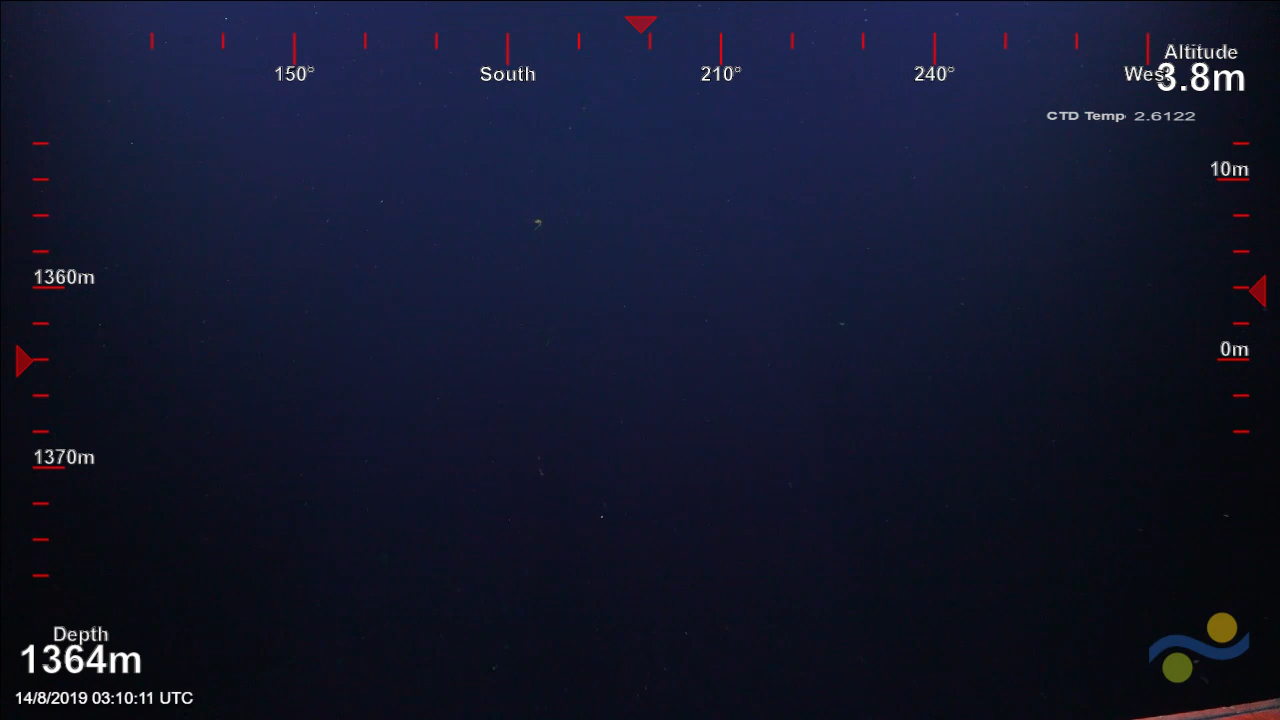 150°
South
210°
240°
Wes
Altitude
3.8m
CTD Temp 2.6122
10m
1360m
0m
1370m
Depth
1364m
14/8/2019 03:10:11 UTC